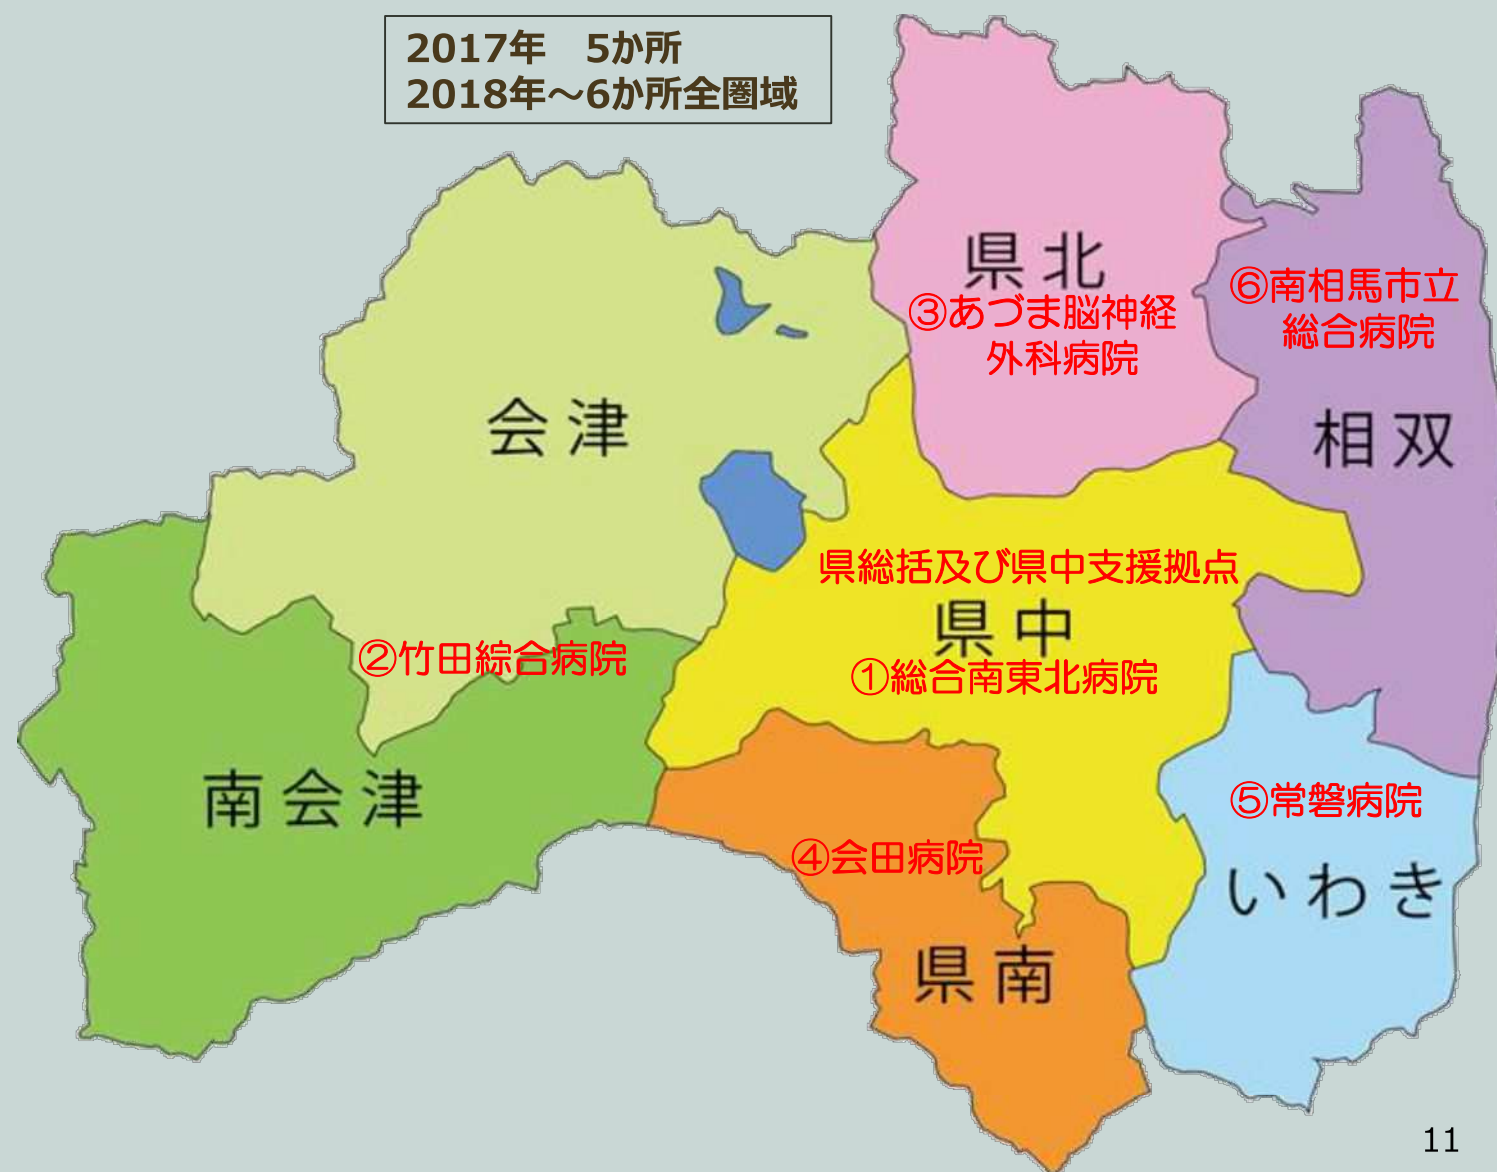 2017年　5か所
2018年～6か所全圏域
県北
③あづま脳神経
外科病院
⑥南相馬市立
総合病院
相双
会津
県総括及び県中支援拠点
県中
①総合南東北病院
②竹田綜合病院
南会津
⑤常磐病院
いわき
④会田病院
県南
11